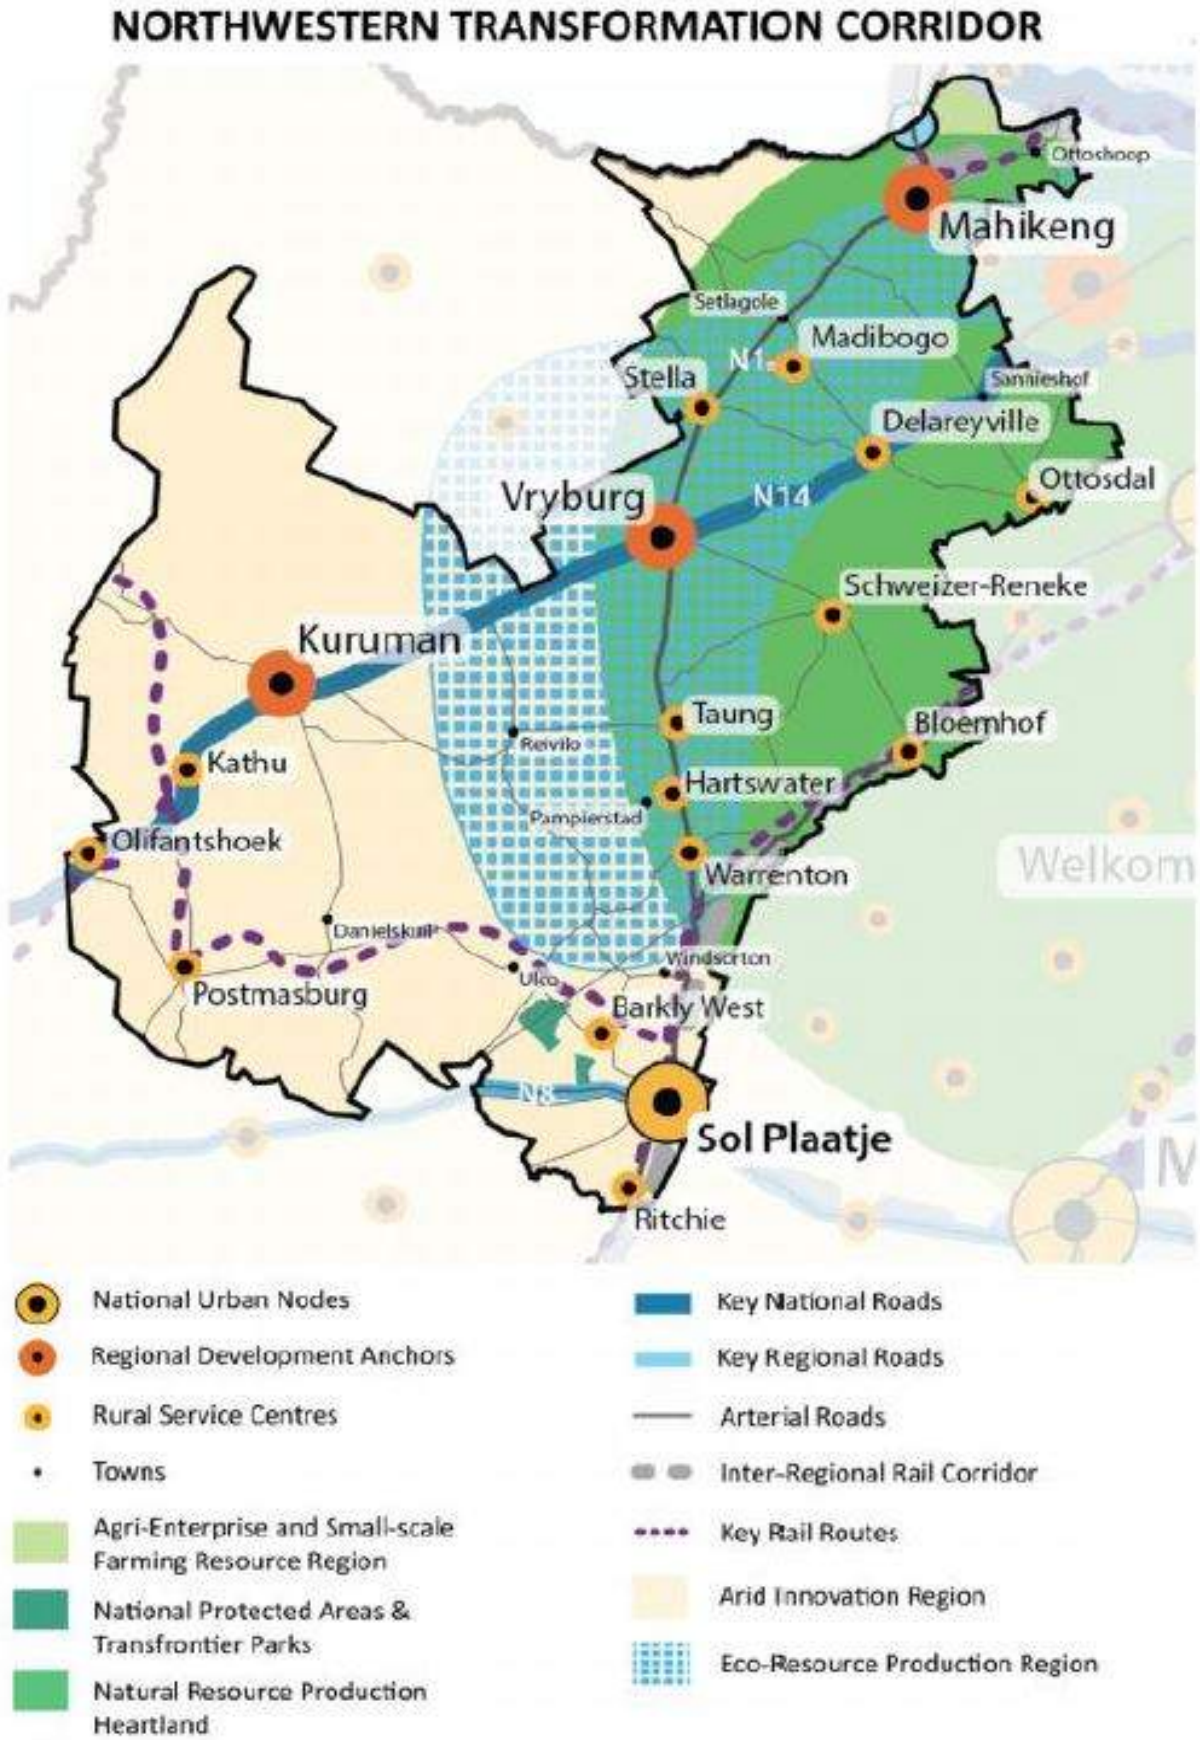 NORTHWESTERN TRANSFORMATION CORRIDOR
Ottoshoop
Mahikeng
Setlagole
Madibogo
N1
Stella
Sannieshof
Delareyville
Ottosdal
Vryburg
N14
Schweizer-Reneke
Kuruman
Taung
Bloemhof
Reivilo
Kathu
Hartswater
Pampierstad
Olifantshoek
Warrenton
Welkom
Danielskuil
Windsorton
Ulco
Postmasburg
Barkly West
N8
Sol Plaatje
M
Ritchie
National Urban Nodes
Regional Development Anchors
Rural Service Centres
Towns
Agri-Enterprise and Small-scale
Farming Resource Region
National Protected Areas &
Transfrontier Parks
Natural Resource Production
Heartland
Key National Roads
Key Regional Roads
Arterial Roads
Inter-Regional Rail Corridor
Key Rail Routes
Arid Innovation Region
Eco-Resource Production Region